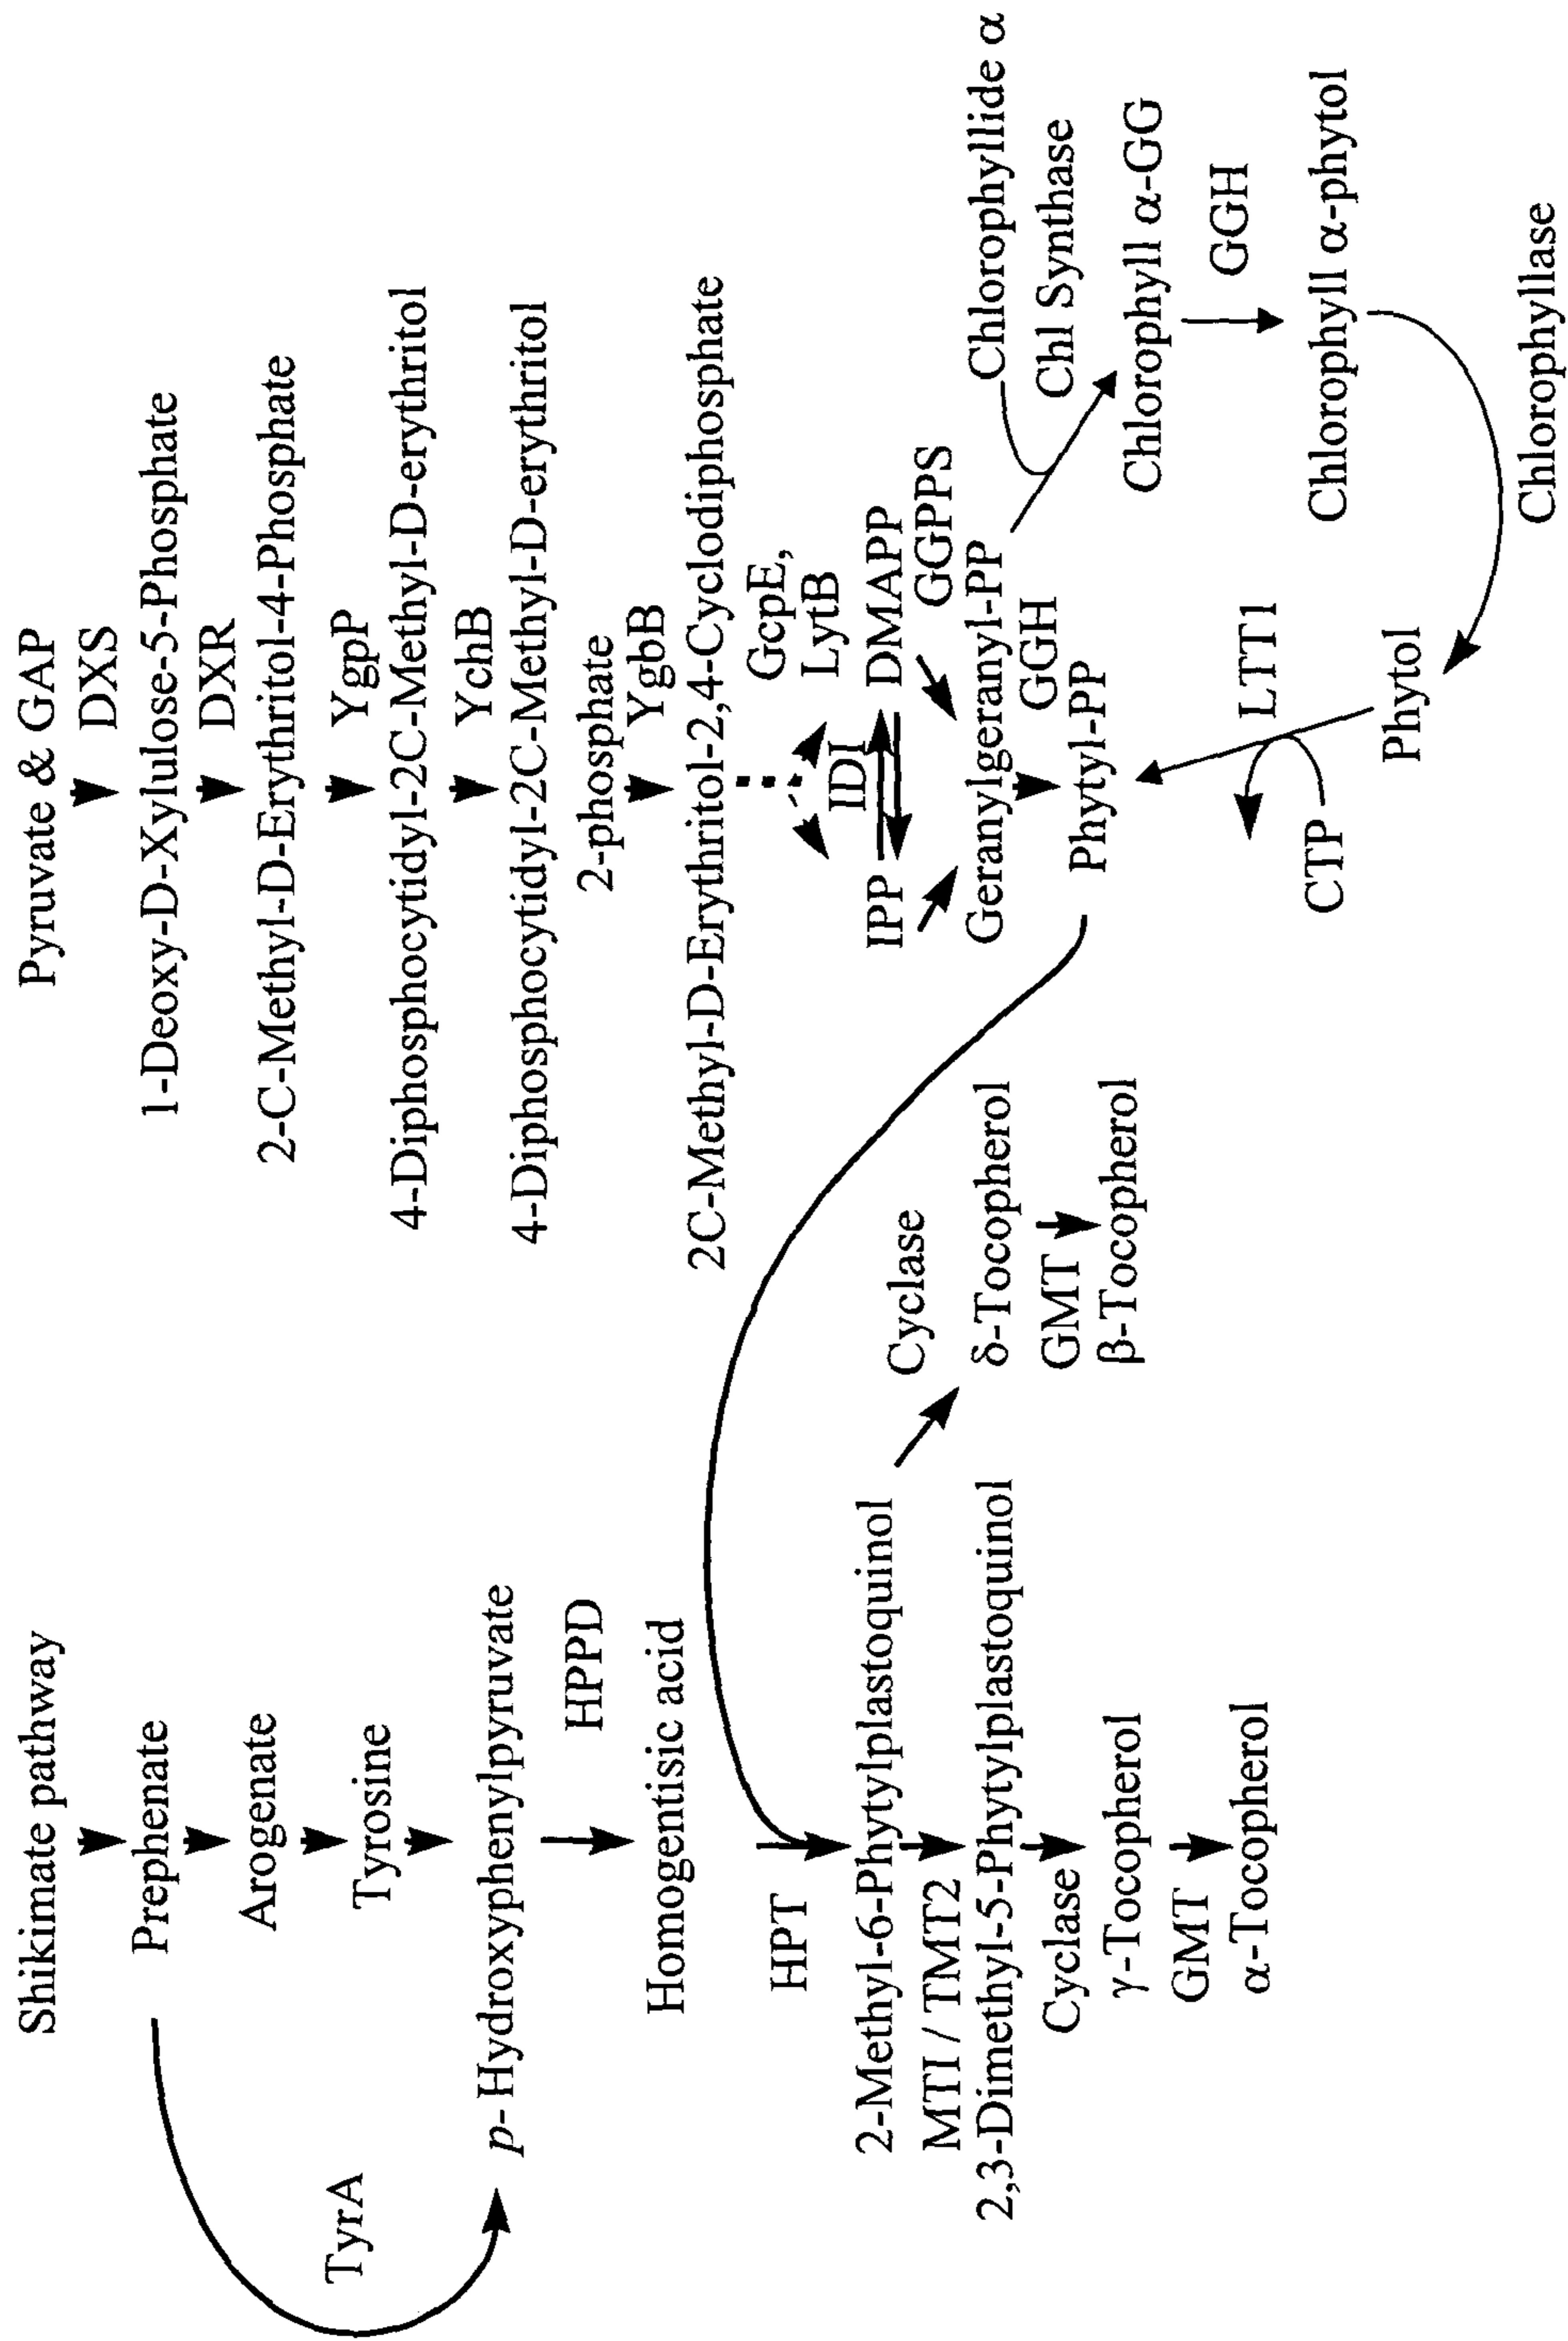 Shikimate pathway
Prephenate
Arogenate
Tyrosine
TyrA
p- Hydroxyphenylpyruvate
HPPD
Homogentisic acid
HPT
2-Methyl-6-Phytylplastoquinol
MTI / TMT2
2,3-Dimethyl-5-Phytylplastoquinol
Cyclase
γ-Tocopherol
GMT
α-Tocopherol
Cyclase
δ-Tocopherol
GMT
β-Tocopherol
Pyruvate & GAP
DXS
1-Deoxy-D-Xylulose-5-Phosphate
DXR
2-C-Methyl-D-Erythritol-4-Phosphate
YgpP
4-Diphosphocytidyl-2C-Methyl-D-erythritol
YchB
4-Diphosphocytidyl-2C-Methyl-D-erythritol
2-phosphate
YgbB
2C-Methyl-D-Erythritol-2,4-Cyclodiphosphate
GcpE,
LytB
IDI
IPP
DMAPP
GGPPS
Geranylgeranyl-PP
GGH
Phytyl-PP
Chlorophyllide α
Chl Synthase
Chlorophyll α-GG
GGH
Chlorophyll α-phytol
LTT1
CTP
Phytol
Chlorophyllase